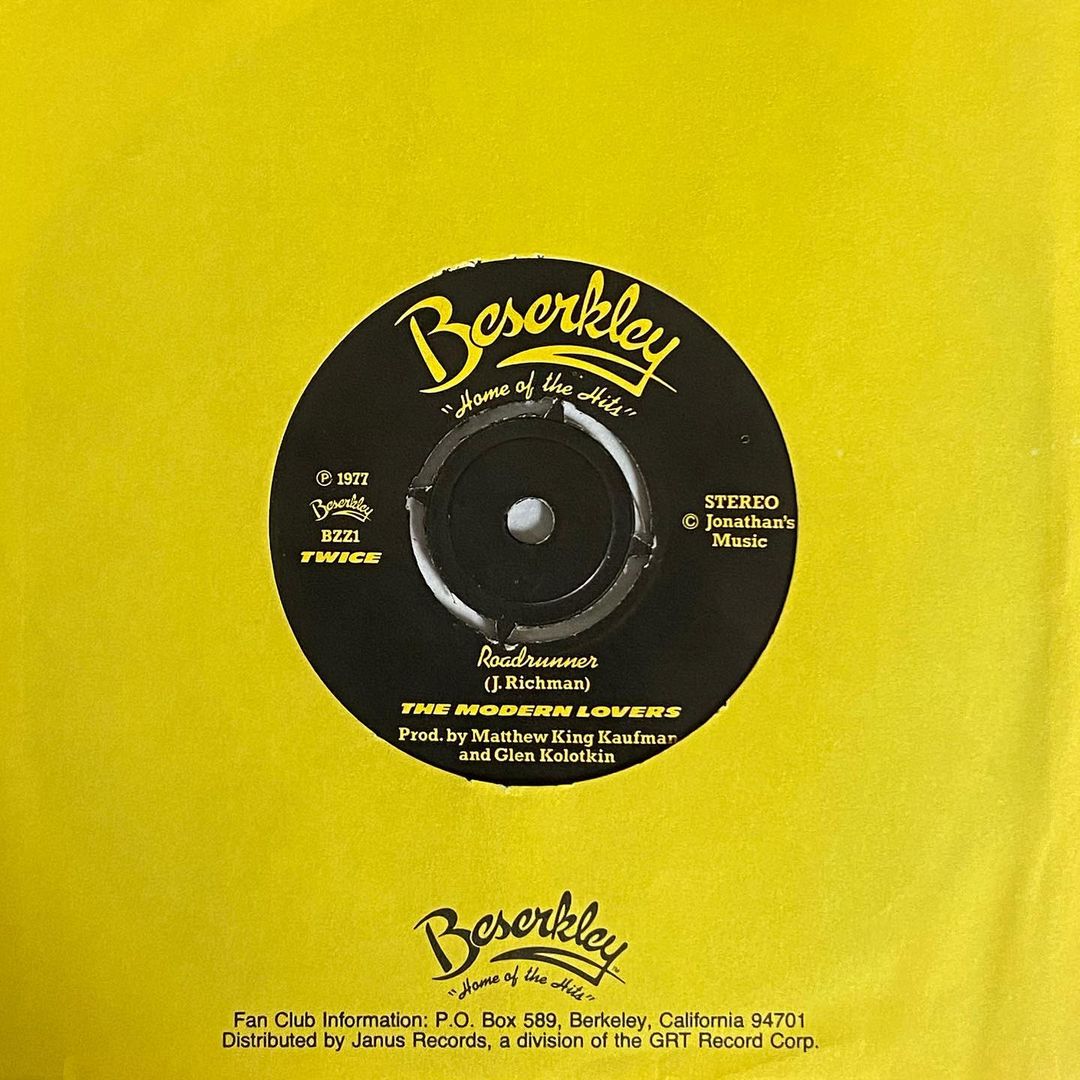 Beserkley
"Home of the Hits"
℗ 1977
Beserkley
BZZ1
TWICE
STEREO
© Jonathan's
Music
Roadrunner
(J. Richman)
THE MODERN LOVERS
Prod. by Matthew King Kaufman
and Glen Kolotkin
Beserkley™
"Home of the Hits"
Fan Club Information: P.O. Box 589, Berkeley, California 94701
Distributed by Janus Records, a division of the GRT Record Corp.